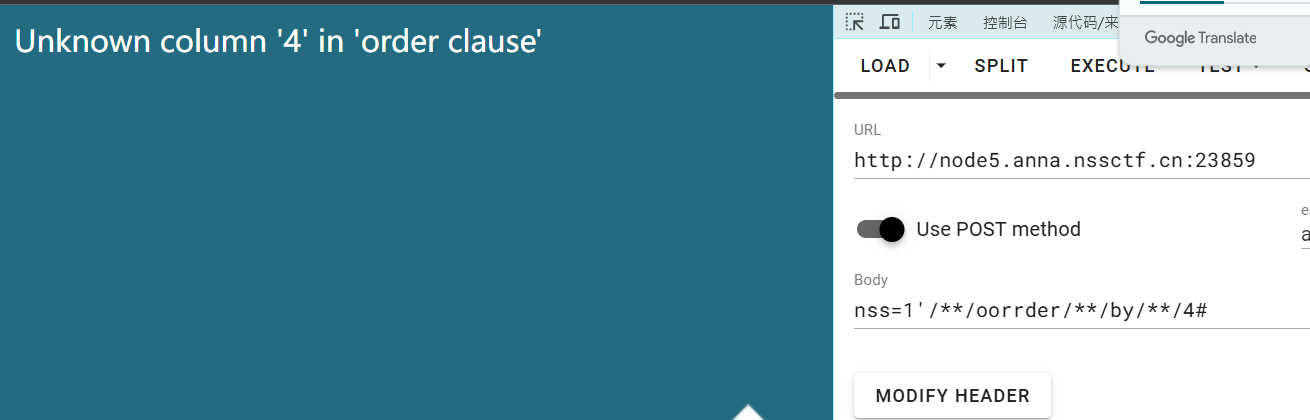 Unknown column '4' in 'order clause'
元素 控制台 源代码/来
Google Translate
LOAD SPLIT EXECUTE TEST
URL
http://node5.anna.nssctf.cn:23859
Use POST method
e
a
Body
nss=1'/**/oorrder/**/by/**/4#
MODIFY HEADER